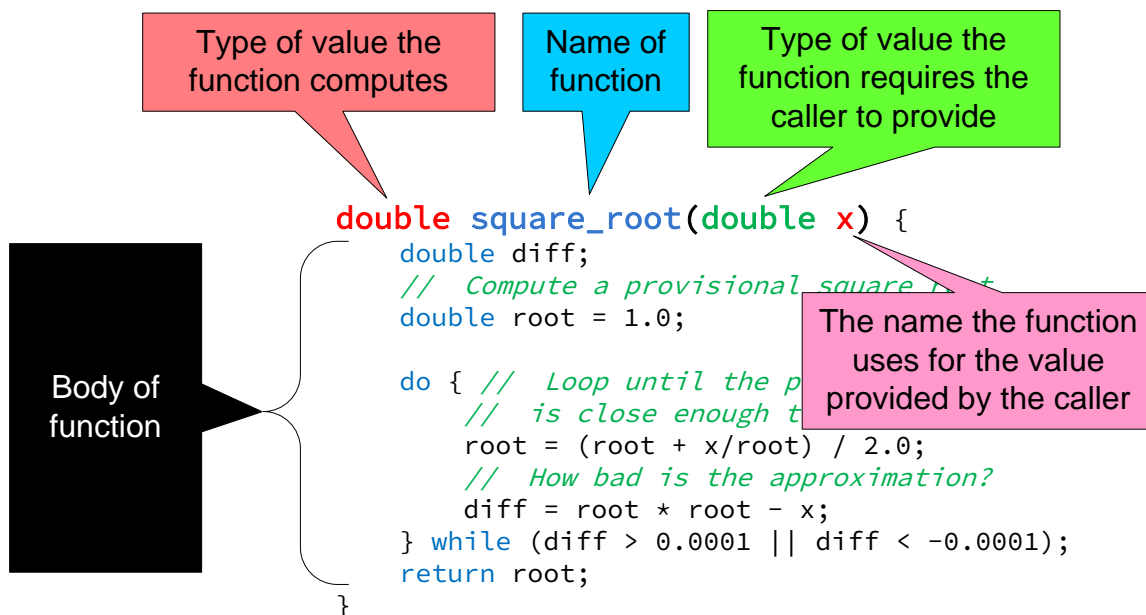 Type of value the
function computes
Name of
function
Type of value the
function requires the
caller to provide
double square_root(double x) {
double diff;
// Compute a provisional square
double root = 1.0;
The name the function
uses for the value
provided by the caller
Body of
function
do { // Loop until the
// is close enough
root = (root + x/root) / 2.0;
// How bad is the approximation?
diff = root * root - x;
} while (diff > 0.0001 || diff < -0.0001);
return root;
}